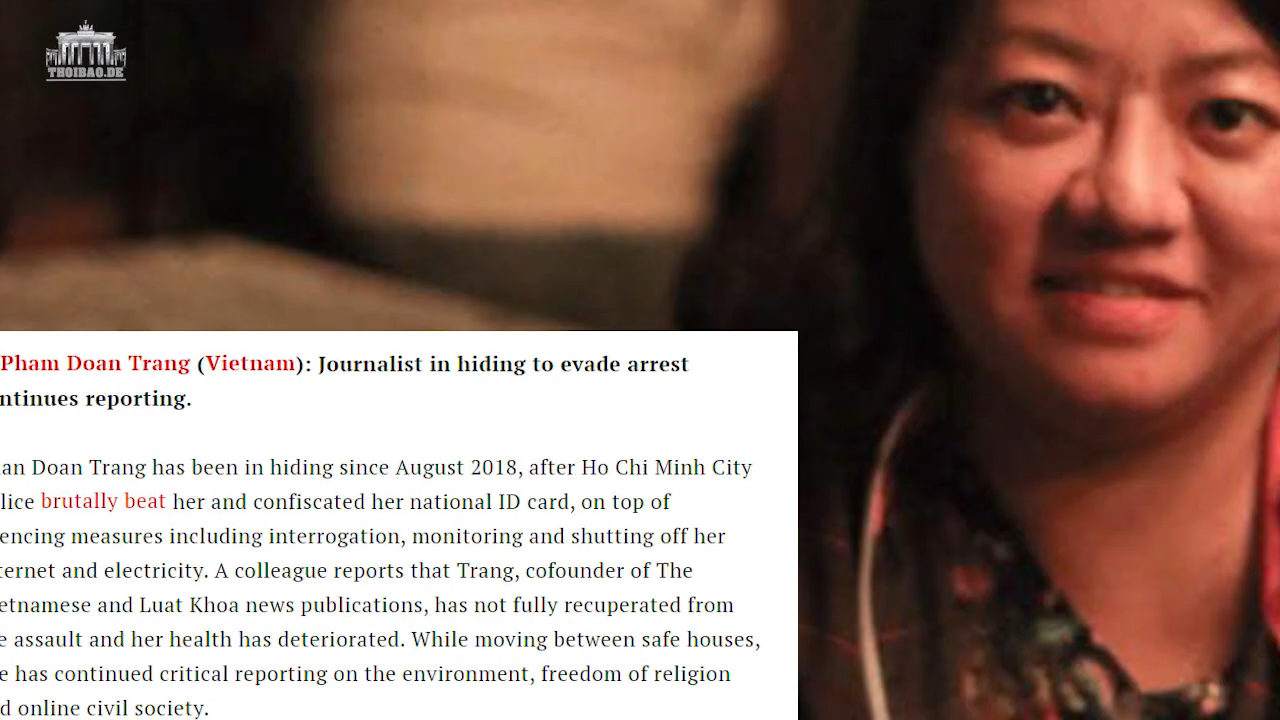 THOIBAO.DE
Pham Doan Trang (Vietnam): Journalist in hiding to evade arrest
ntinues reporting.
an Doan Trang has been in hiding since August 2018, after Ho Chi Minh City
lice brutally beat her and confiscated her national ID card, on top of
encing measures including interrogation, monitoring and shutting off her
ternet and electricity. A colleague reports that Trang, cofounder of The
etnamese and Luat Khoa news publications, has not fully recuperated from
e assault and her health has deteriorated. While moving between safe houses,
e has continued critical reporting on the environment, freedom of religion
d online civil society.